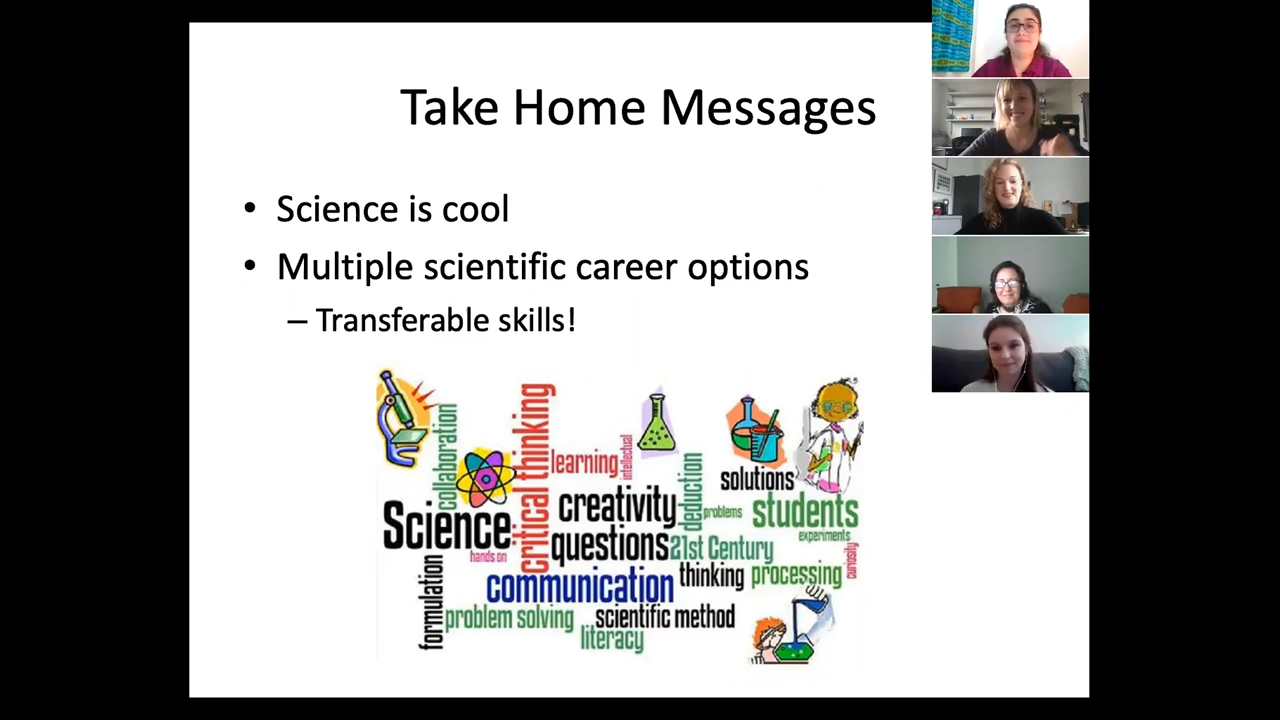 Take Home Messages
• Science is cool
• Multiple scientific career options
– Transferable skills!
collaboration
critical thinking
learning
intellectual
solutions
Science
creativity
deduction
problems
students
experiments
hands on
questions
21st Century
curiosity
formulation
communication
thinking
processing
problem solving
scientific method
literacy